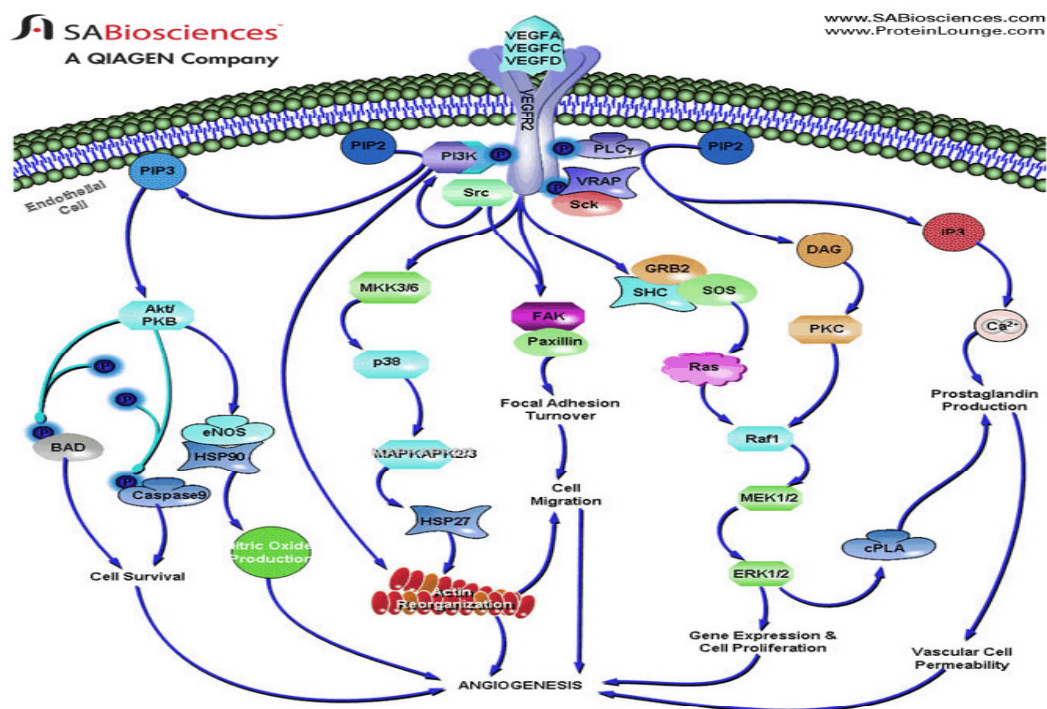 SABiosciences
A QIAGEN Company
www.SABiosciences.com
www.ProteinLounge.com
VEGFA
VEGFC
VEGFD
VEGFR2
Endothelial
Cell
PIP3
PIP2
PI3K
P
Src
P
PLCγ
PIP2
P
VRAP
Sck
IP3
DAG
GRB2
SHC
SOS
MKK3/6
FAK
Paxillin
Akt/
PKB
PKC
Ca2+
p38
P
P
Ras
Focal Adhesion
Turnover
Prostaglandin
Production
P
BAD
eNOS
HSP90
MAPKAPK2/3
Raf1
P
Caspase9
Cell
Migration
MEK1/2
HSP27
cPLA
itric Oxide
Production
Cell Survival
ERK1/2
Actin
Reorganization
Gene Expression &
Cell Proliferation
Vascular Cell
Permeability
ANGIOGENESIS